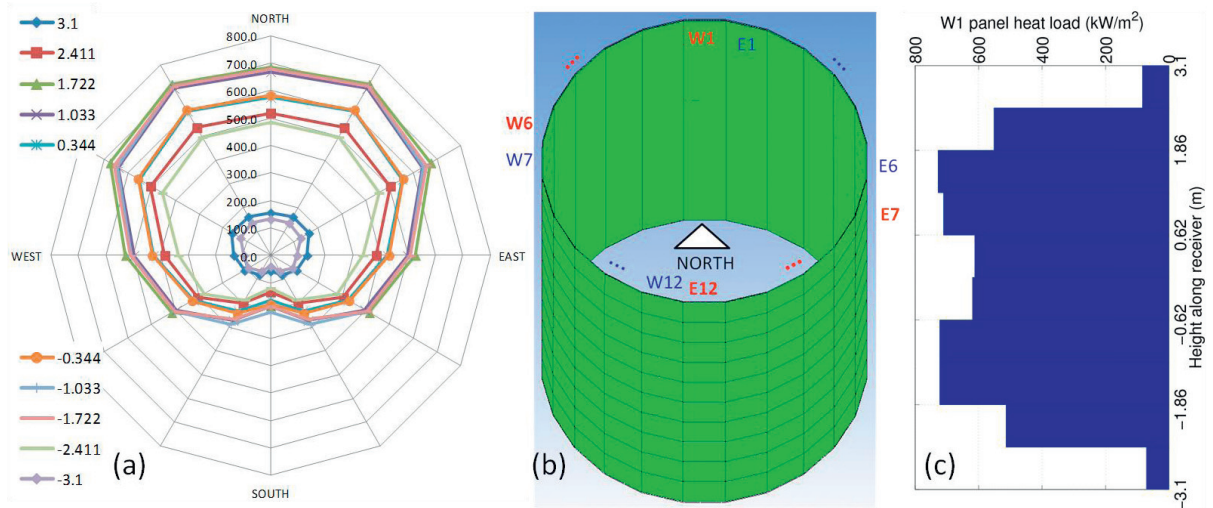 3.1
2.411
1.722
1.033
0.344
NORTH
800.0
700.0
600.0
500.0
400.0
300.0
200.0
100.0
0.0
WEST
EAST
SOUTH
-0.344
-1.033
-1.722
-2.411
-3.1
(a)
(b)
W1
E1
W6
W7
E6
E7
NORTH
W12
E12
W1 panel heat load (kW/m²)
800 600 400 200 0
3.1
1.86
0.62
-0.62
-1.86
-3.1
Height along receiver (m)
(c)